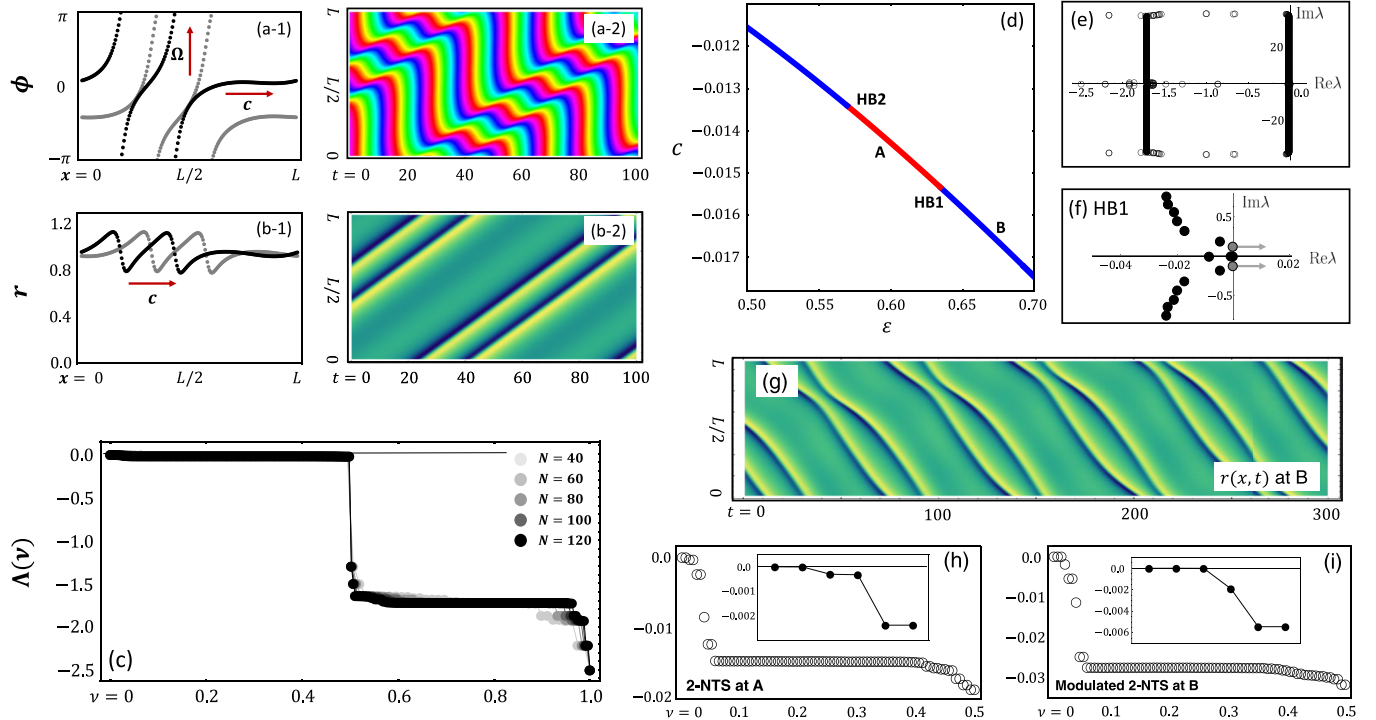 π
0
−π
ϕ
(a-1)
Ω
c
x = 0
L/2
L
(a-2)
L
L/2
0
t = 0
20
40
60
80
100
1.2
0.8
0.4
0.0
r
(b-1)
c
x = 0
L/2
L
(b-2)
L
L/2
0
t = 0
20
40
60
80
100
(c)
Λ(ν)
0.0
−0.5
−1.0
−1.5
−2.0
−2.5
N = 40
N = 60
N = 80
N = 100
N = 120
ν = 0
0.2
0.4
0.6
0.8
1.0
(d)
c
−0.012
−0.013
−0.014
−0.015
−0.016
−0.017
HB2
A
HB1
B
0.50
0.55
0.60
0.65
0.70
ε
(e)
Imλ
20
Reλ
−2.5
−2.0
−1.5
−1.0
−0.5
0.0
−20
(f) HB1
Imλ
0.5
Reλ
−0.04
−0.02
0.02
−0.5
(g)
L
L/2
0
r(x, t) at B
t = 0
100
200
300
(h)
0.0
−0.01
−0.02
0.0
−0.001
−0.002
2-NTS at A
ν = 0
0.1
0.2
0.3
0.4
0.5
(i)
0.0
−0.01
−0.02
−0.03
0.0
−0.002
−0.004
−0.006
Modulated 2-NTS at B
ν = 0
0.1
0.2
0.3
0.4
0.5